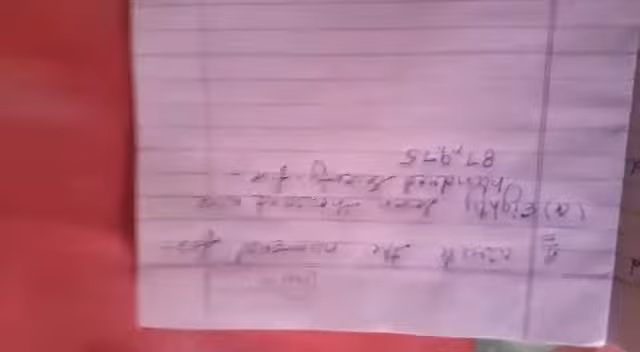 Q write the numeral for -
(a) Eighty seven thousand nine
hundred seventy-five -
87,975